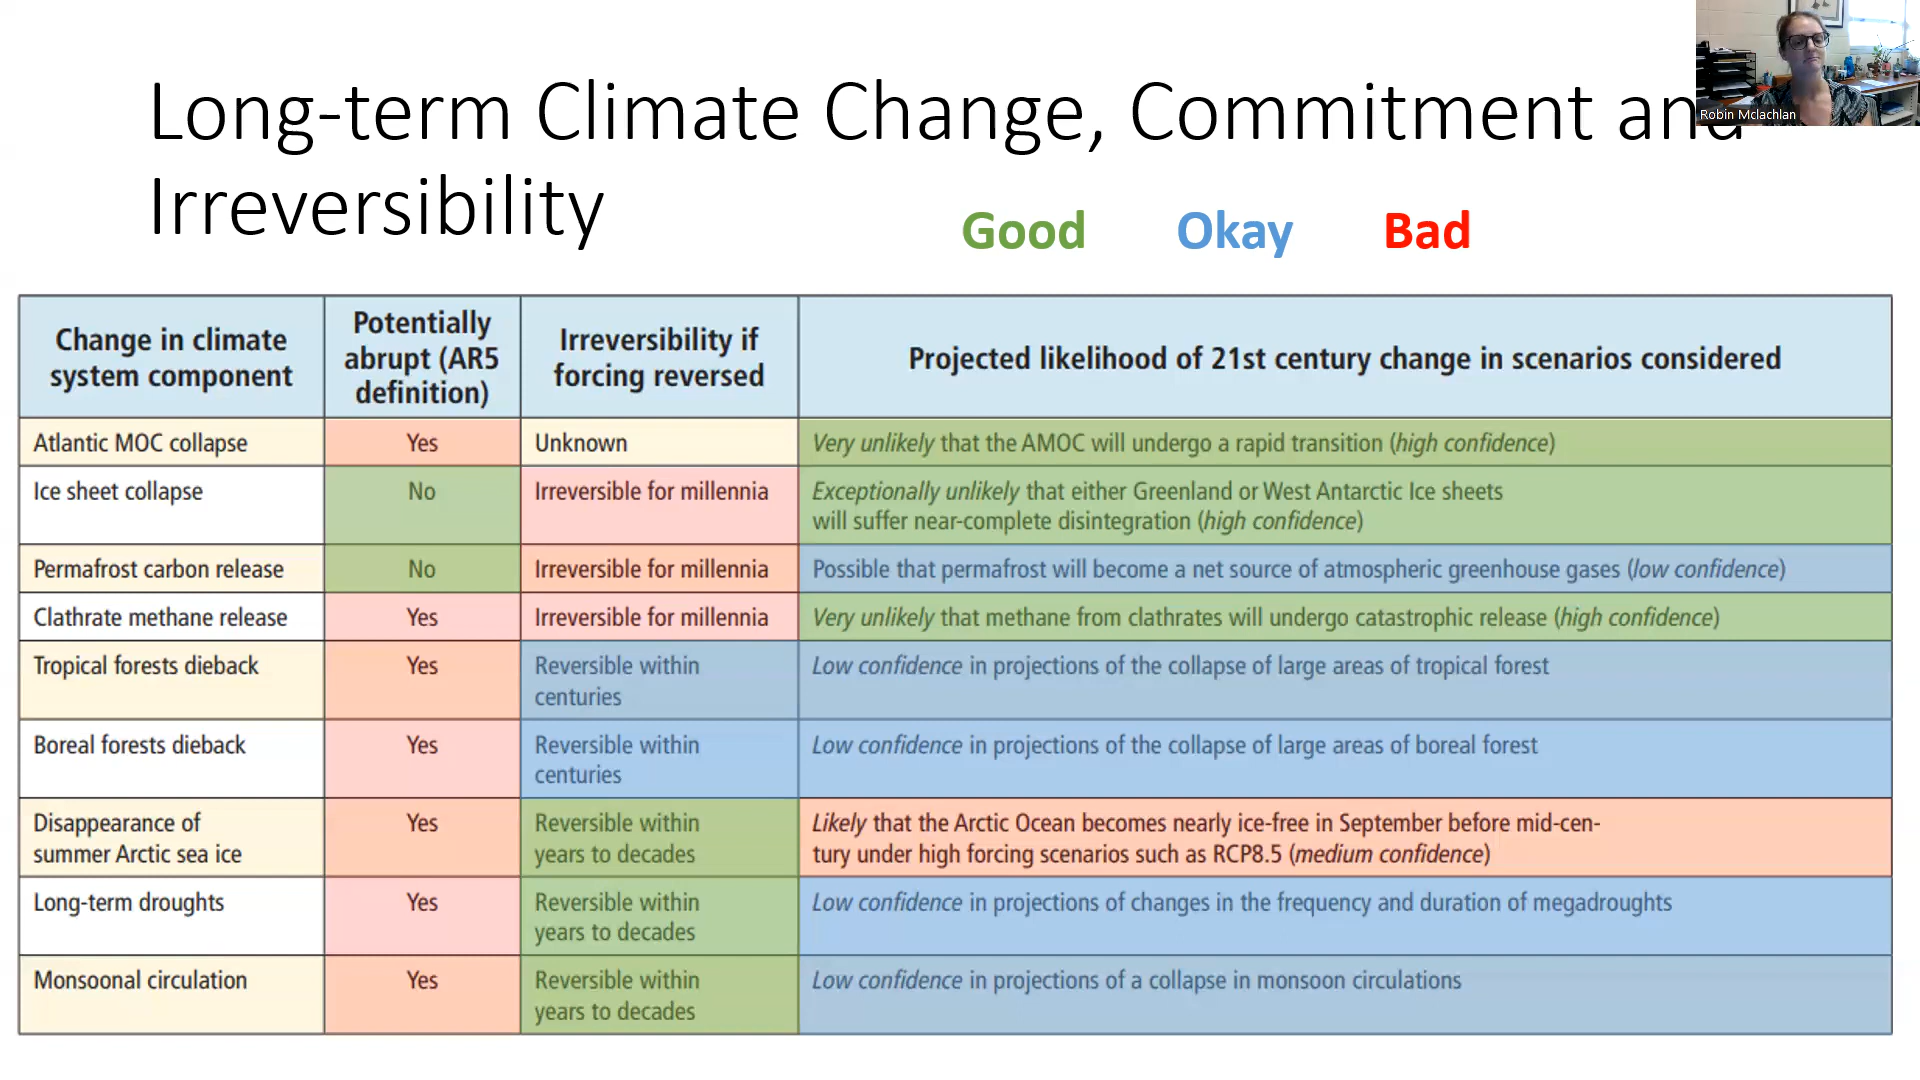 Long-term Climate Change, Commitment and
Irreversibility
Robin Mclachlan
Good Okay Bad
Change in climate
system component
Potentially
abrupt (AR5
definition)
Irreversibility if
forcing reversed
Projected likelihood of 21st century change in scenarios considered
Atlantic MOC collapse
Yes
Unknown
Very unlikely that the AMOC will undergo a rapid transition (high confidence)
Ice sheet collapse
No
Irreversible for millennia
Exceptionally unlikely that either Greenland or West Antarctic Ice sheets
will suffer near-complete disintegration (high confidence)
Permafrost carbon release
No
Irreversible for millennia
Possible that permafrost will become a net source of atmospheric greenhouse gases (low confidence)
Clathrate methane release
Yes
Irreversible for millennia
Very unlikely that methane from clathrates will undergo catastrophic release (high confidence)
Tropical forests dieback
Yes
Reversible within
centuries
Low confidence in projections of the collapse of large areas of tropical forest
Boreal forests dieback
Yes
Reversible within
centuries
Low confidence in projections of the collapse of large areas of boreal forest
Disappearance of
summer Arctic sea ice
Yes
Reversible within
years to decades
Likely that the Arctic Ocean becomes nearly ice-free in September before mid-cen-
tury under high forcing scenarios such as RCP8.5 (medium confidence)
Long-term droughts
Yes
Reversible within
years to decades
Low confidence in projections of changes in the frequency and duration of megadroughts
Monsoonal circulation
Yes
Reversible within
years to decades
Low confidence in projections of a collapse in monsoon circulations